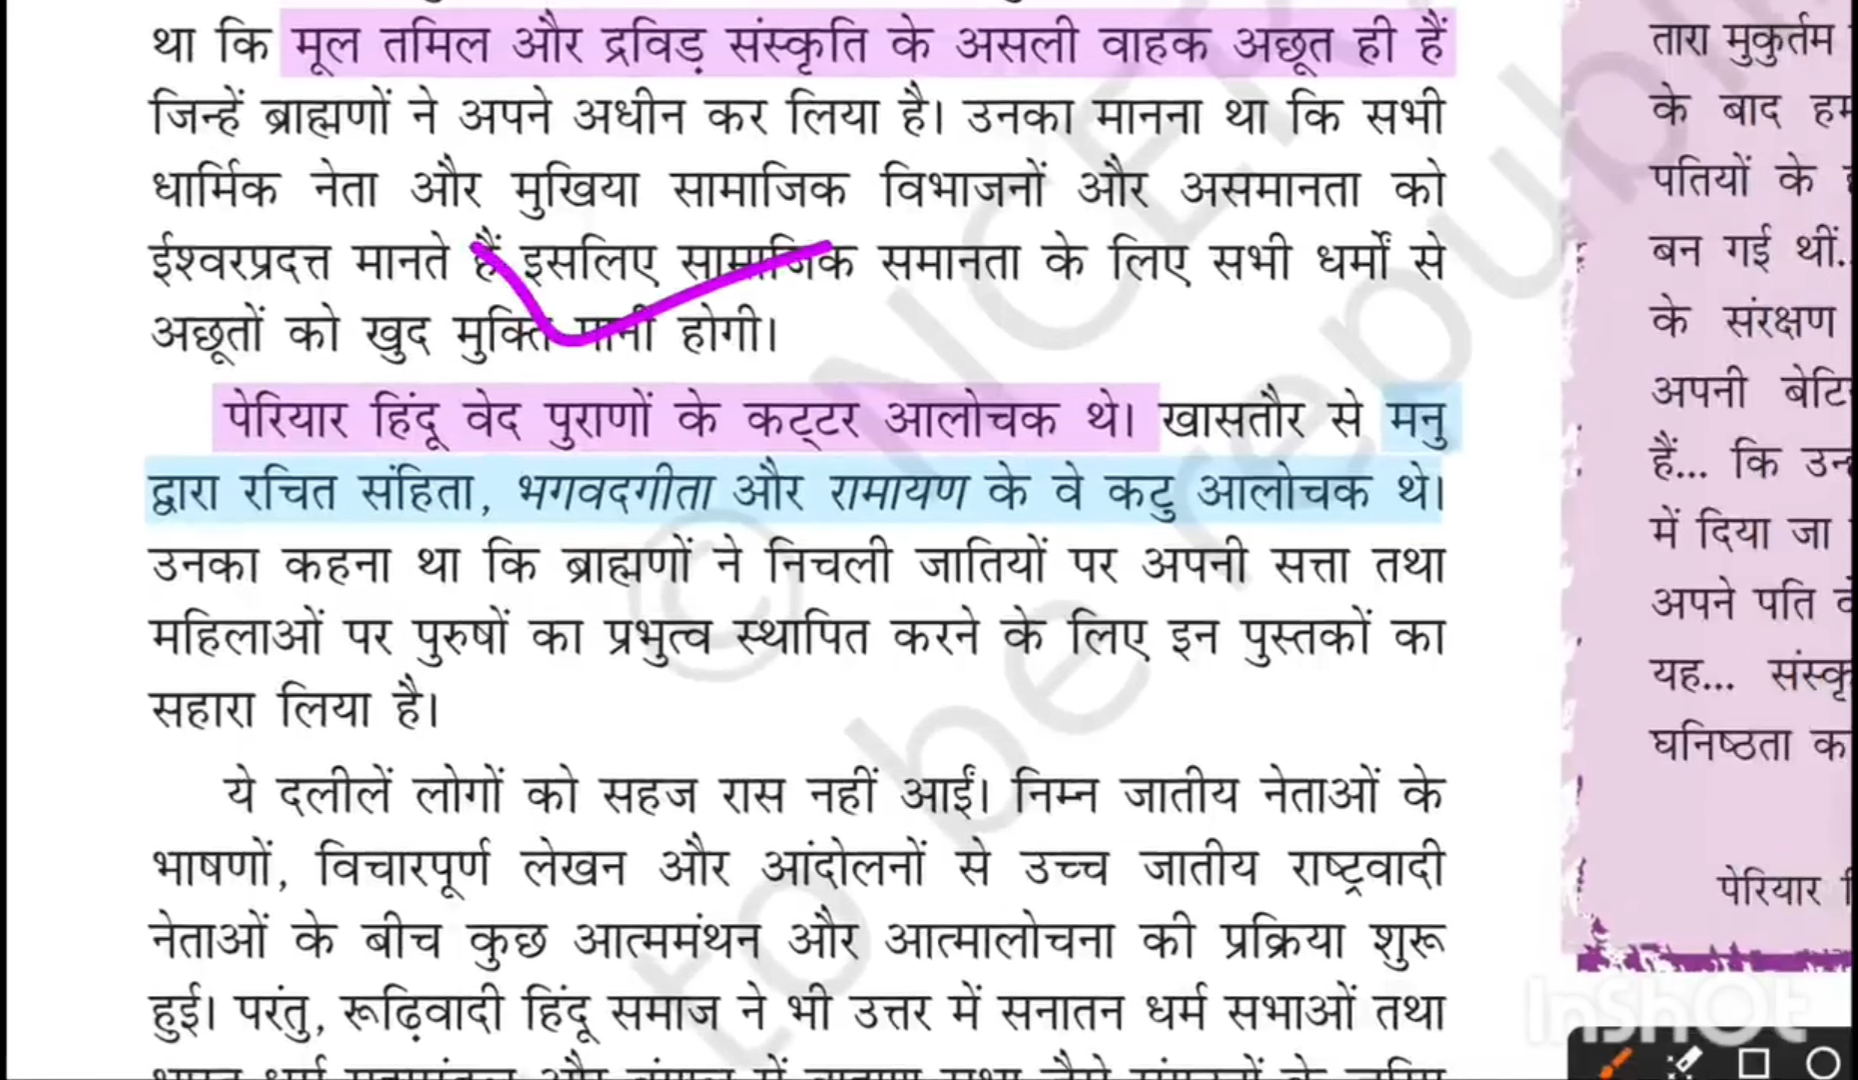 था कि मूल तमिल और द्रविड़ संस्कृति के असली वाहक अछूत ही हैं
जिन्हें ब्राह्मणों ने अपने अधीन कर लिया है। उनका मानना था कि सभी
धार्मिक नेता और मुखिया सामाजिक विभाजनों और असमानता को
ईश्वरप्रदत्त मानते हैं इसलिए सामाजिक समानता के लिए सभी धर्मों से
अछूतों को खुद मुक्ति पानी होगी।
पेरियार हिंदू वेद पुराणों के कट्टर आलोचक थे। खासतौर से मनु
द्वारा रचित संहिता, भगवदगीता और रामायण के वे कटु आलोचक थे।
उनका कहना था कि ब्राह्मणों ने निचली जातियों पर अपनी सत्ता तथा
महिलाओं पर पुरुषों का प्रभुत्व स्थापित करने के लिए इन पुस्तकों का
सहारा लिया है।
ये दलीलें लोगों को सहज रास नहीं आईं। निम्न जातीय नेताओं के
भाषणों, विचारपूर्ण लेखन और आंदोलनों से उच्च जातीय राष्ट्रवादी
नेताओं के बीच कुछ आत्ममंथन और आत्मालोचना की प्रक्रिया शुरू
हुई। परंतु, रूढ़िवादी हिंदू समाज ने भी उत्तर में सनातन धर्म सभाओं तथा
तारा मुकुर्तम
के बाद
पतियों के
बन गई थीं..
के संरक्षण
अपनी
हैं... कि
में दिया जा
अपने पति
यह...
घनिष्ठता
पेरियार
© NCER
to be republ
InShot